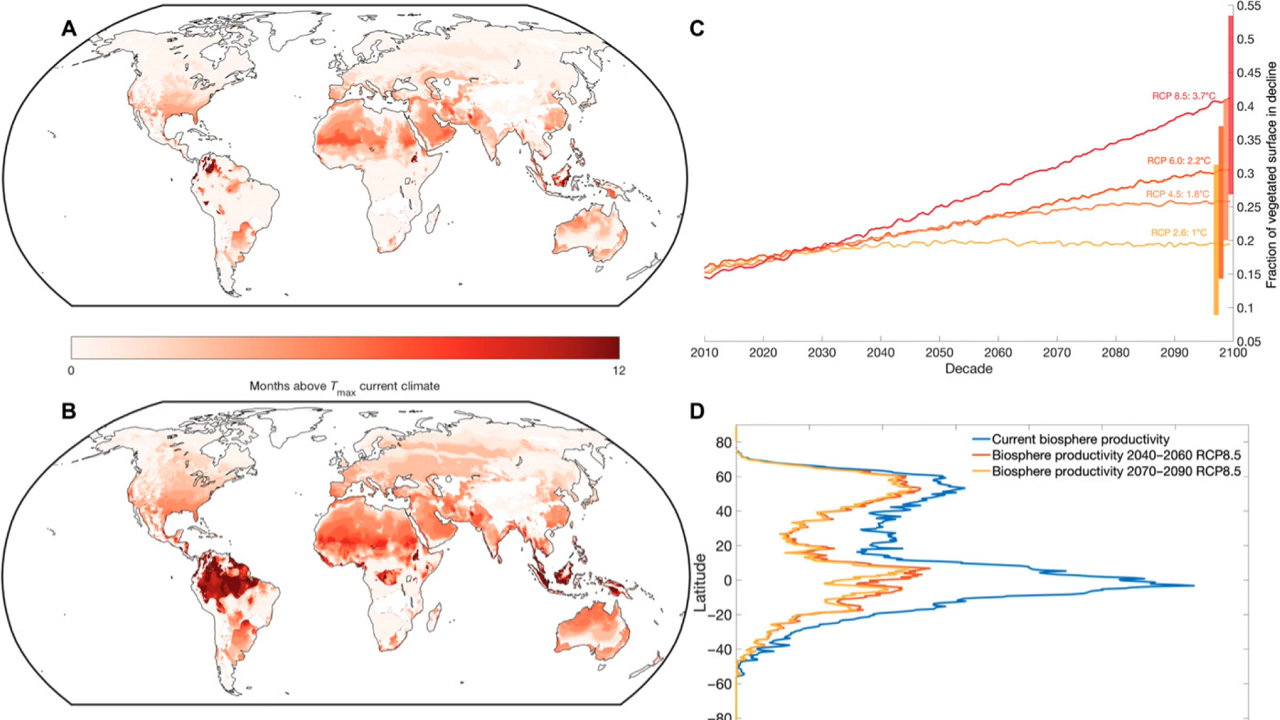 A
0
12
Months above Tmax current climate
B
C
RCP 8.5: 3.7°C
RCP 6.0: 2.2°C
RCP 4.5: 1.8°C
RCP 2.6: 1°C
0.55
0.5
0.45
0.4
0.35
0.3
0.25
0.2
0.15
0.1
0.05
Fraction of vegetated surface in decline
2010 2020 2030 2040 2050 2060 2070 2080 2090 2100
Decade
D
Current biosphere productivity
Biosphere productivity 2040–2060 RCP8.5
Biosphere productivity 2070–2090 RCP8.5
80
60
40
20
0
−20
−40
−60
−80
Latitude